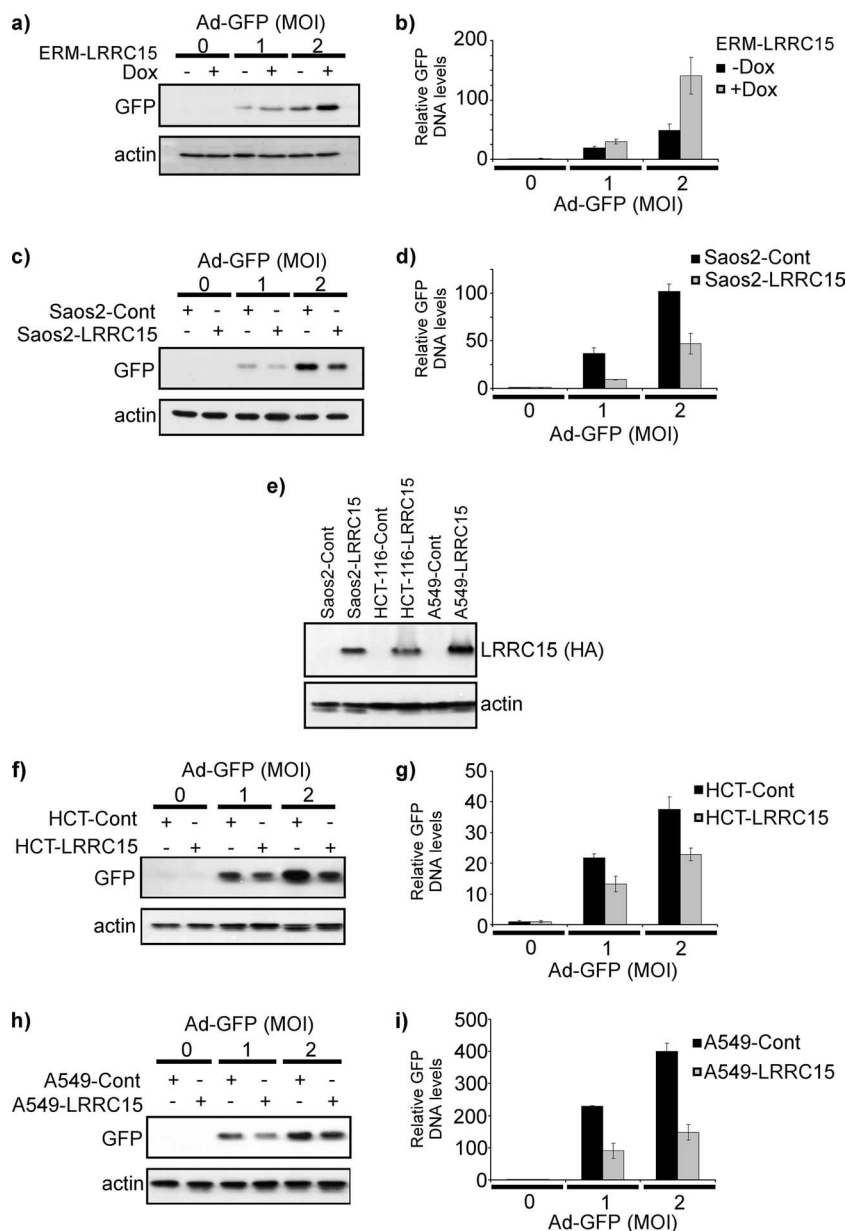 a)
Ad-GFP (MOI)
0 1 2
ERM-LRRC15
Dox - + - + - +
GFP
actin
b)
Relative GFP
DNA levels
200
150
100
50
0
0 1 2
Ad-GFP (MOI)
ERM-LRRC15
-Dox
+Dox
c)
Ad-GFP (MOI)
0 1 2
Saos2-Cont + - + - + -
Saos2-LRRC15 - + - + - +
GFP
actin
d)
Relative GFP
DNA levels
100
50
0
0 1 2
Ad-GFP (MOI)
Saos2-Cont
Saos2-LRRC15
e)
Saos2-Cont
Saos2-LRRC15
HCT-116-Cont
HCT-116-LRRC15
A549-Cont
A549-LRRC15
LRRC15 (HA)
actin
f)
Ad-GFP (MOI)
0 1 2
HCT-Cont + - + - + -
HCT-LRRC15 - + - + - +
GFP
actin
g)
Relative GFP
DNA levels
50
40
30
20
10
0
0 1 2
Ad-GFP (MOI)
HCT-Cont
HCT-LRRC15
h)
Ad-GFP (MOI)
0 1 2
A549-Cont + - + - + -
A549-LRRC15 - + - + - +
GFP
actin
i)
Relative GFP
DNA levels
500
400
300
200
100
0
0 1 2
Ad-GFP (MOI)
A549-Cont
A549-LRRC15